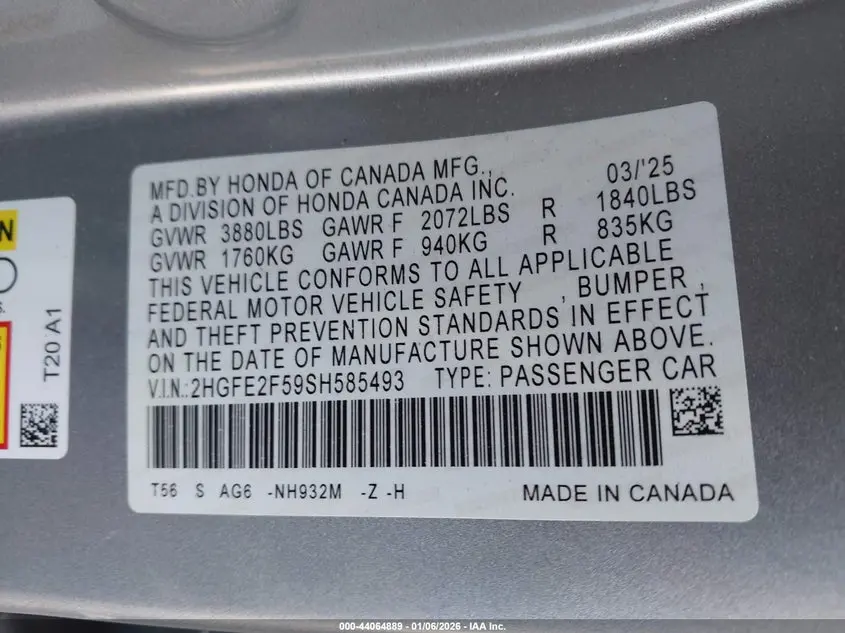 MFD.BY HONDA OF CANADA MFG., 03/'25
A DIVISION OF HONDA CANADA INC.
GVWR 3880LBS GAWR F 2072LBS R 1840LBS
GVWR 1760KG GAWR F 940KG R 835KG
THIS VEHICLE CONFORMS TO ALL APPLICABLE
FEDERAL MOTOR VEHICLE SAFETY , BUMPER ,
AND THEFT PREVENTION STANDARDS IN EFFECT
ON THE DATE OF MANUFACTURE SHOWN ABOVE.
V.I.N.:2HGFE2F59SH585493 TYPE: PASSENGER CAR
T56 S AG6 -NH932M -Z -H MADE IN CANADA
T20 A1
000-44064889 - 01/06/2026 - IAA Inc.